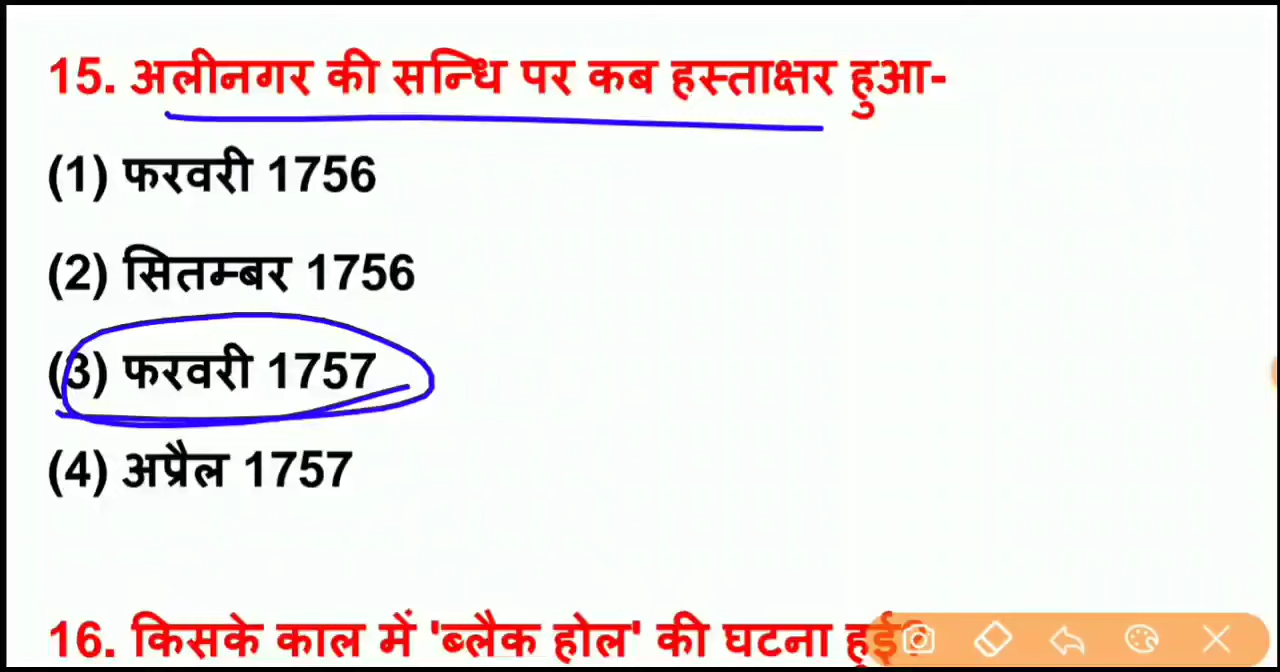 15. अलीनगर की सन्धि पर कब हस्ताक्षर हुआ-
(1) फरवरी 1756
(2) सितम्बर 1756
(3) फरवरी 1757
(4) अप्रैल 1757
16. किसके काल में 'ब्लैक होल' की घटना हुई?